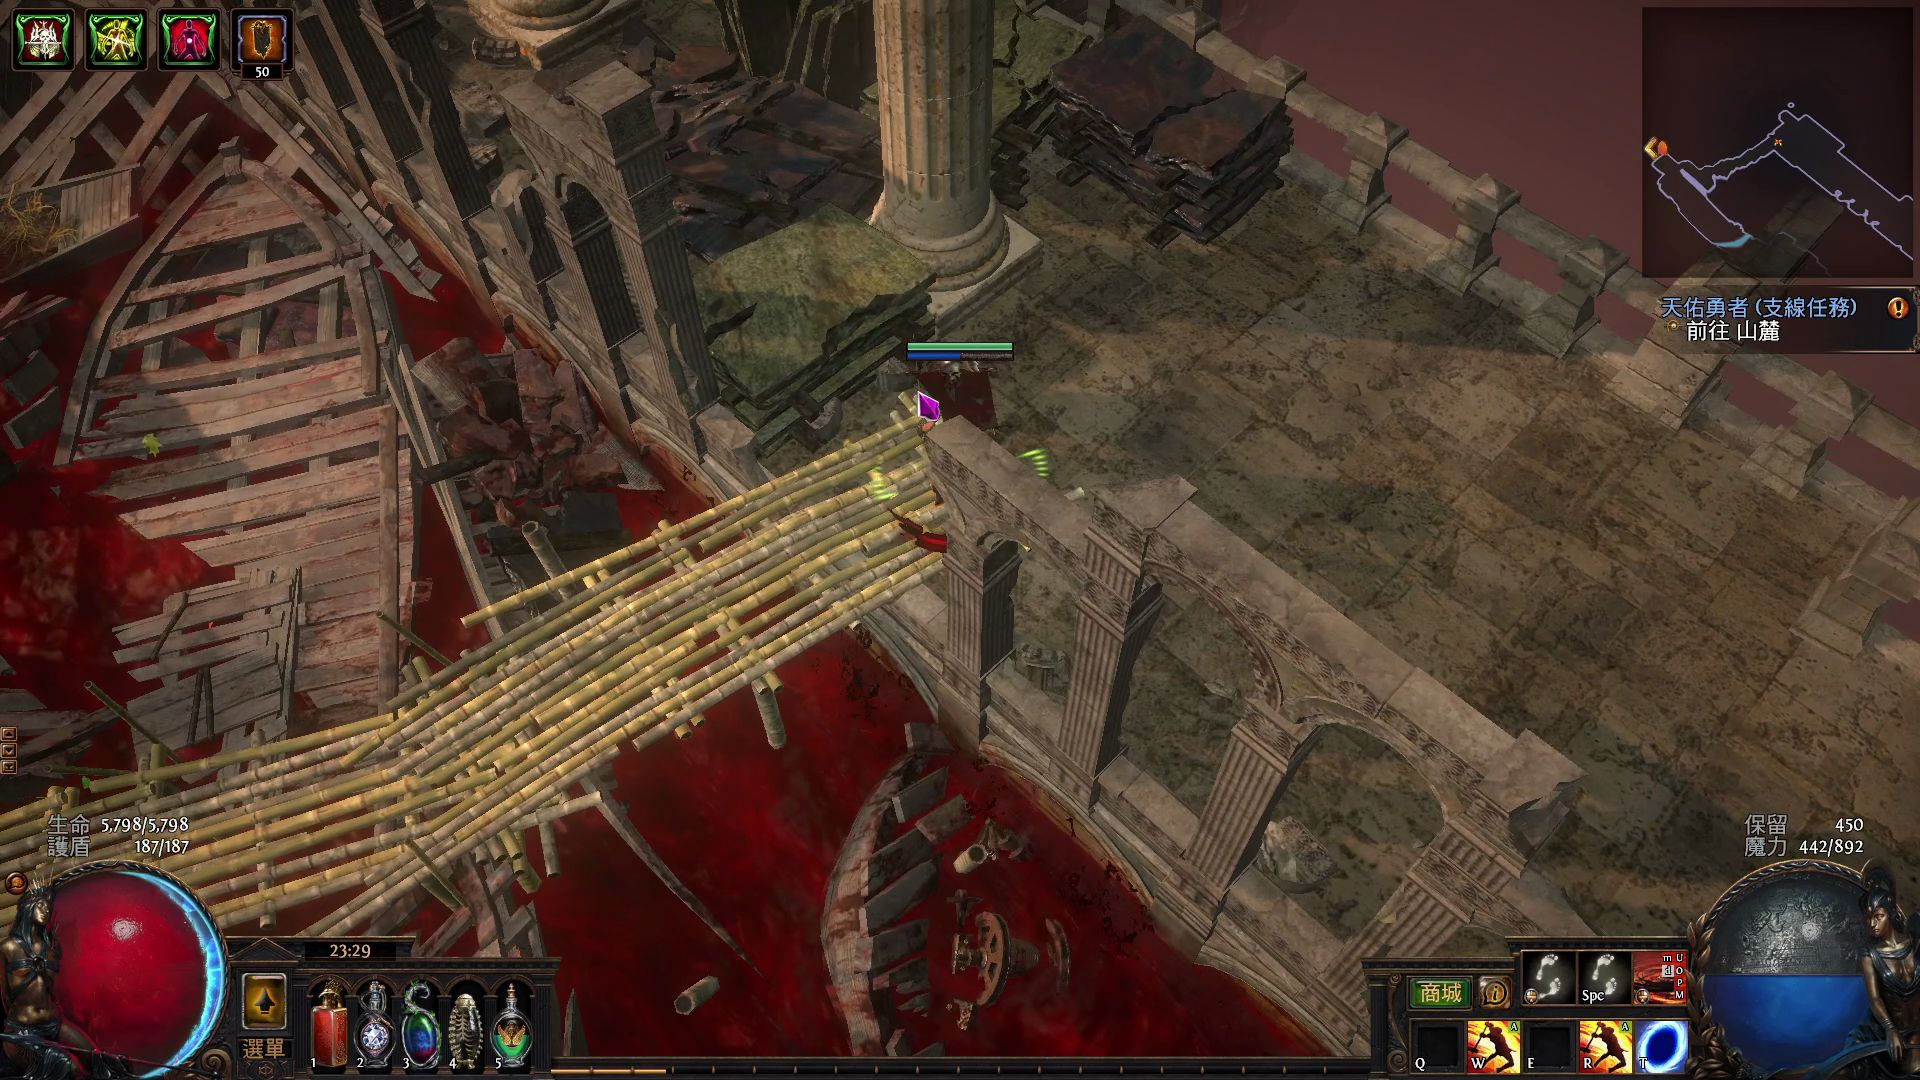 50
天佑勇者 (支線任務)
前往 山麓
生命 5,798/5,798
護盾 187/187
保留 450
魔力 442/892
23:29
選單
1 2 3 4 5
商城
Spc
m U
d O
P
M
Q W A E R A T